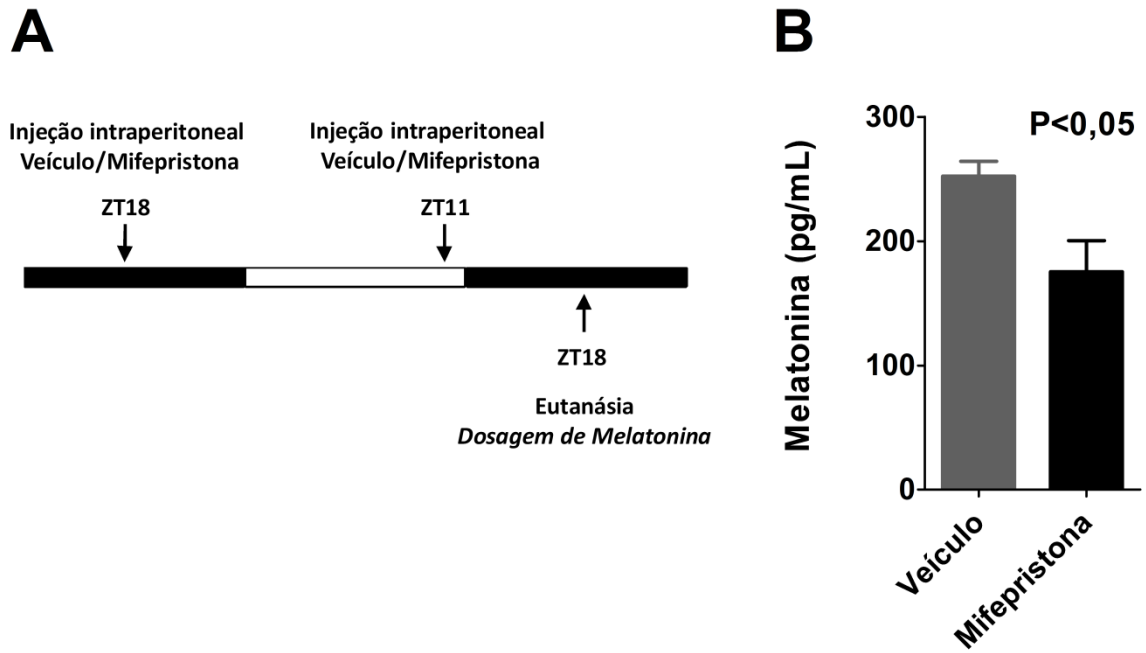 A
Injeção intraperitoneal
Veículo/Mifepristona
ZT18
Injeção intraperitoneal
Veículo/Mifepristona
ZT11
ZT18
Eutanásia
Dosagem de Melatonina
B
P<0,05
Melatonina (pg/mL)
300
200
100
0
Veículo
Mifepristona